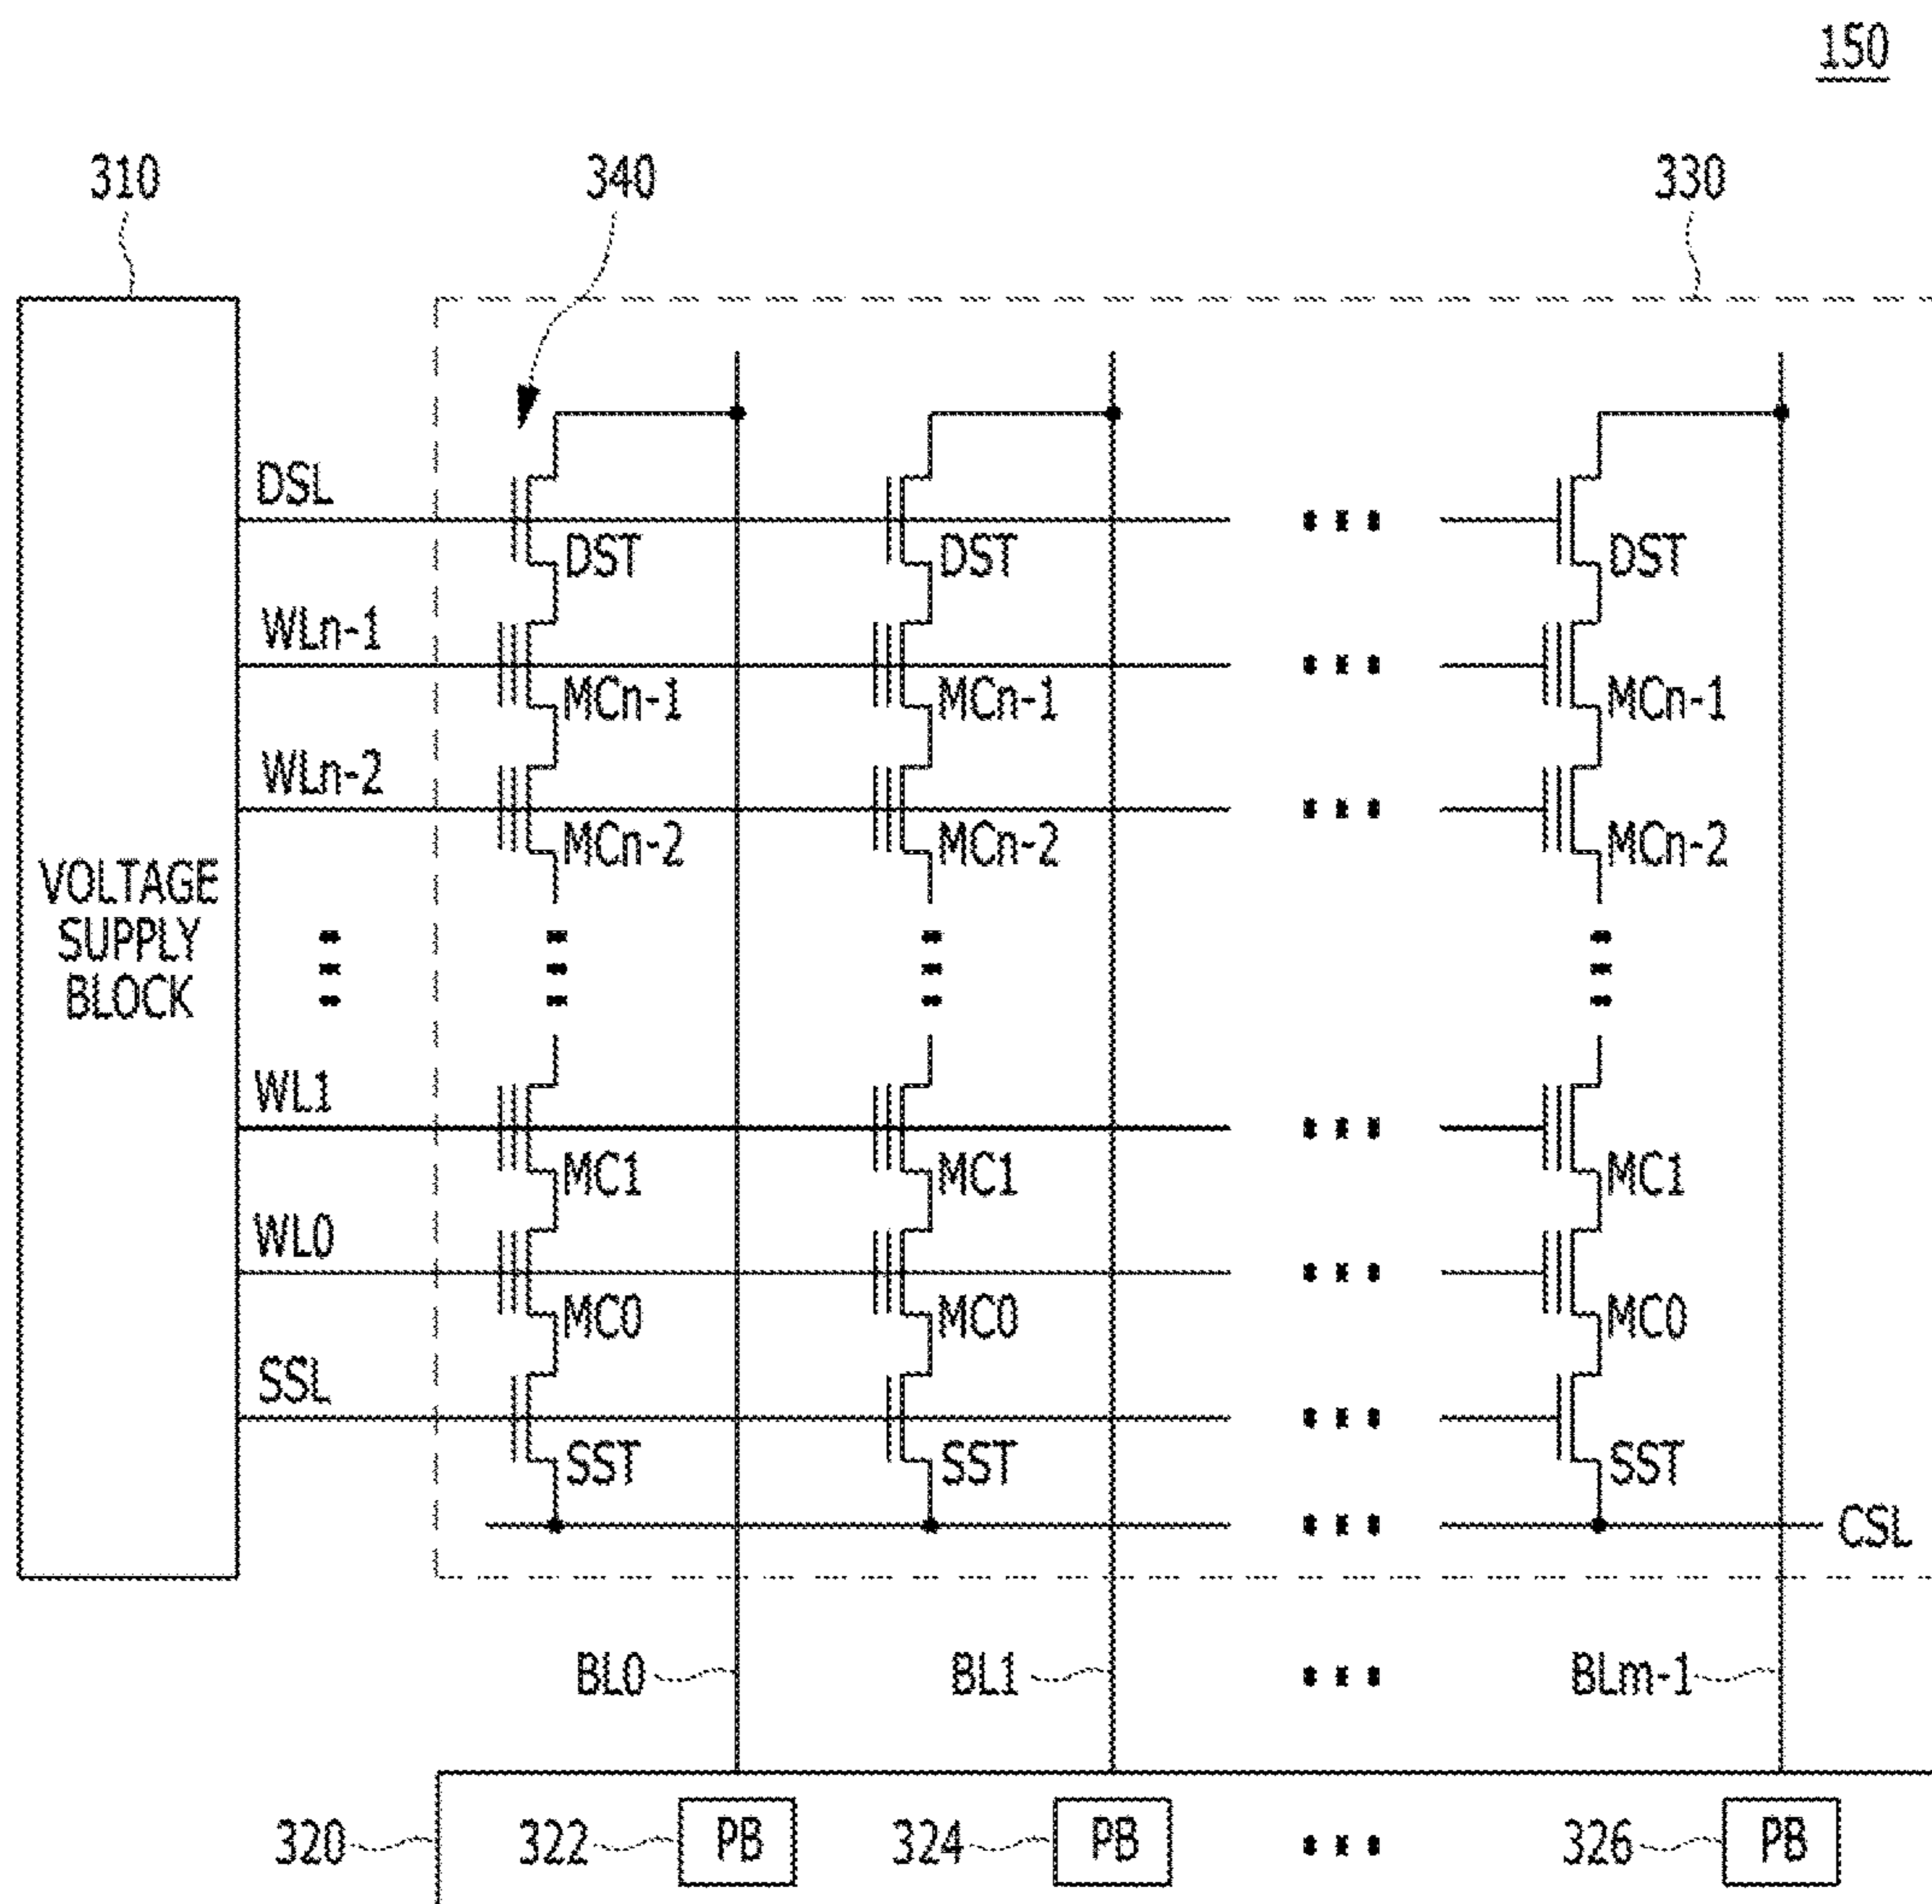 150
310
340
330
DSL
DST DST DST
WLn-1
MCn-1 MCn-1 MCn-1
WLn-2
MCn-2 MCn-2 MCn-2
VOLTAGE
SUPPLY
BLOCK
WL1
MC1 MC1 MC1
WL0
MC0 MC0 MC0
SSL
SST SST SST
CSL
BL0 BL1 BLm-1
320 322 PB 324 PB 326 PB